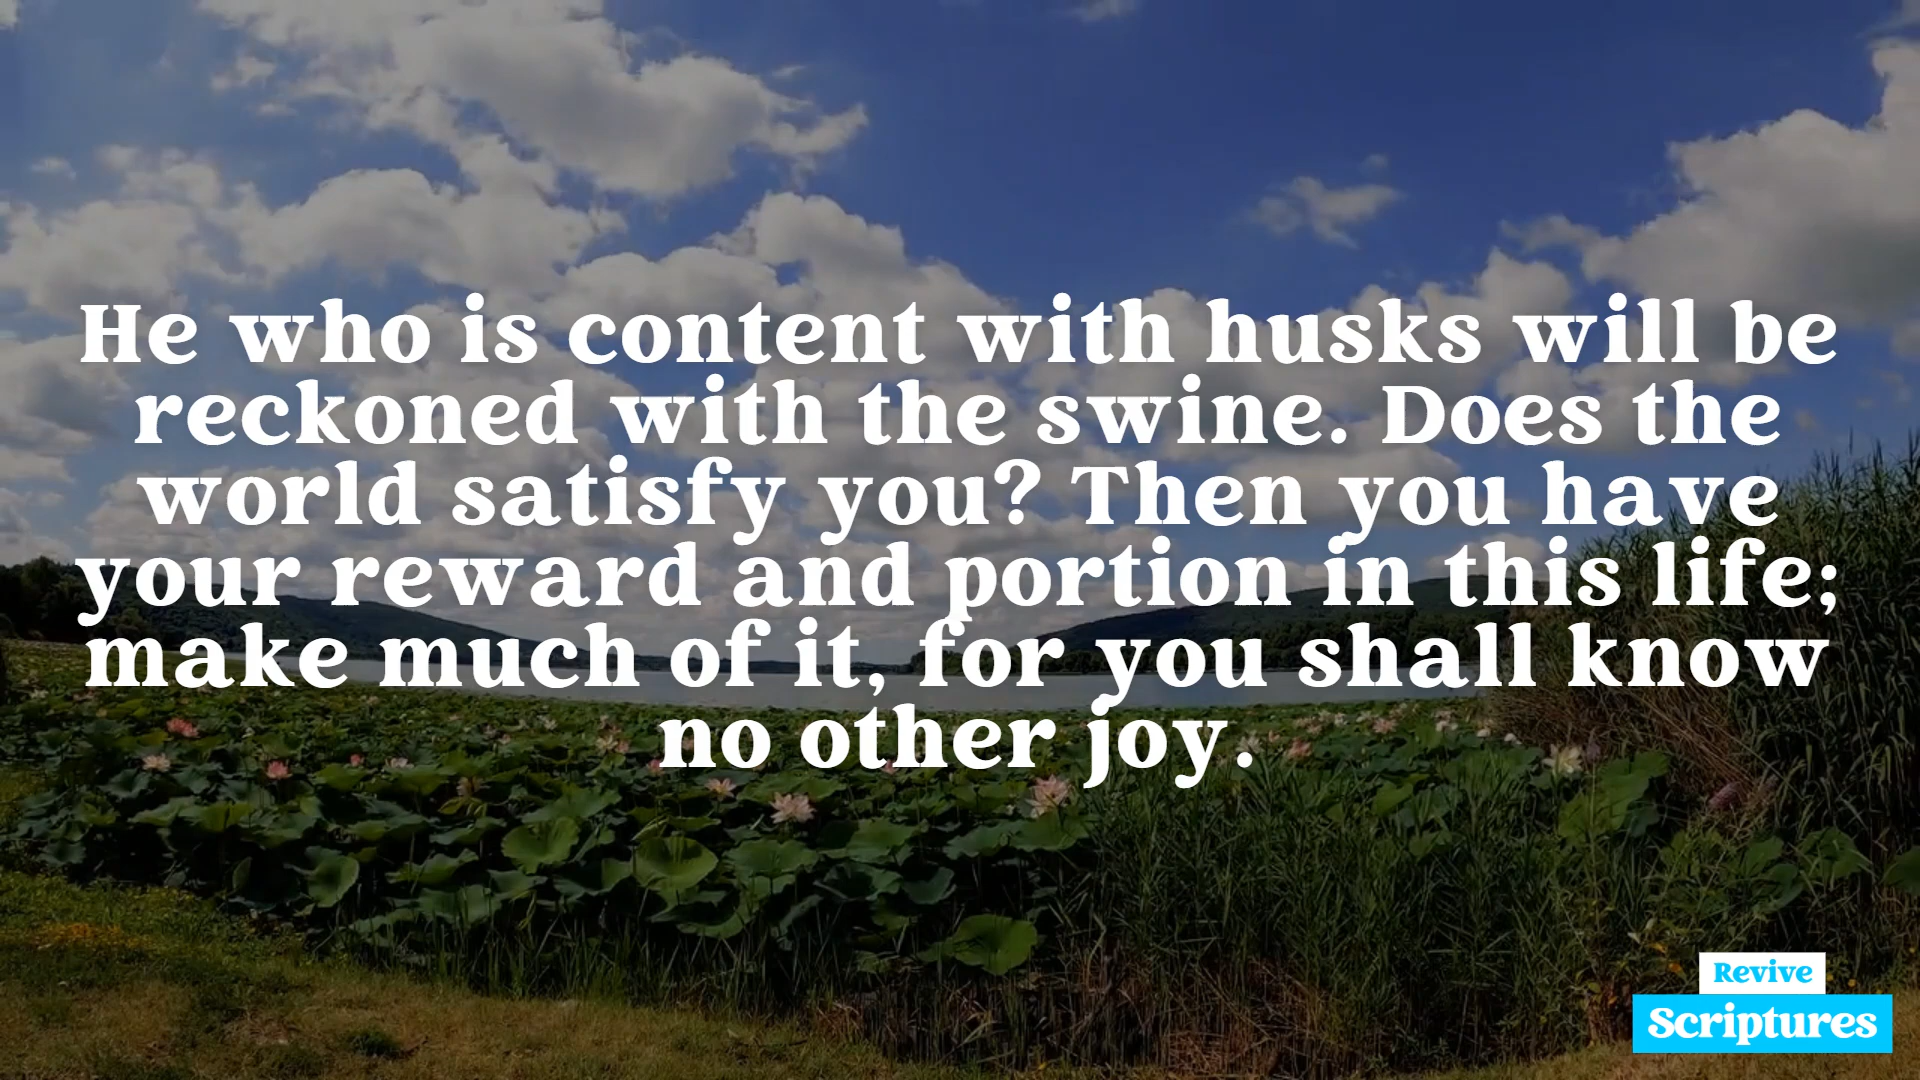 He who is content with husks will be
reckoned with the swine. Does the
world satisfy you? Then you have
your reward and portion in this life;
make much of it, for you shall know
no other joy.
Revive
Scriptures